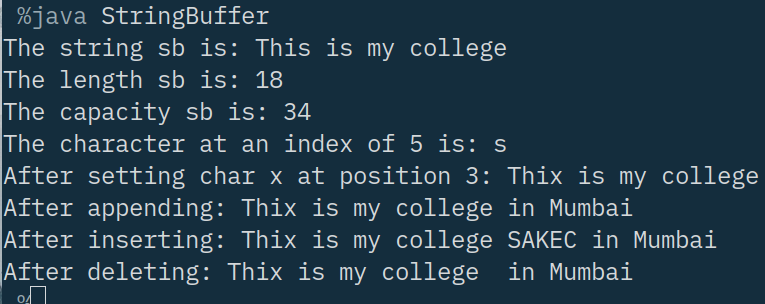 %java StringBuffer
The string sb is: This is my college
The length sb is: 18
The capacity sb is: 34
The character at an index of 5 is: s
After setting char x at position 3: Thix is my college
After appending: Thix is my college in Mumbai
After inserting: Thix is my college SAKEC in Mumbai
After deleting: Thix is my college  in Mumbai
%